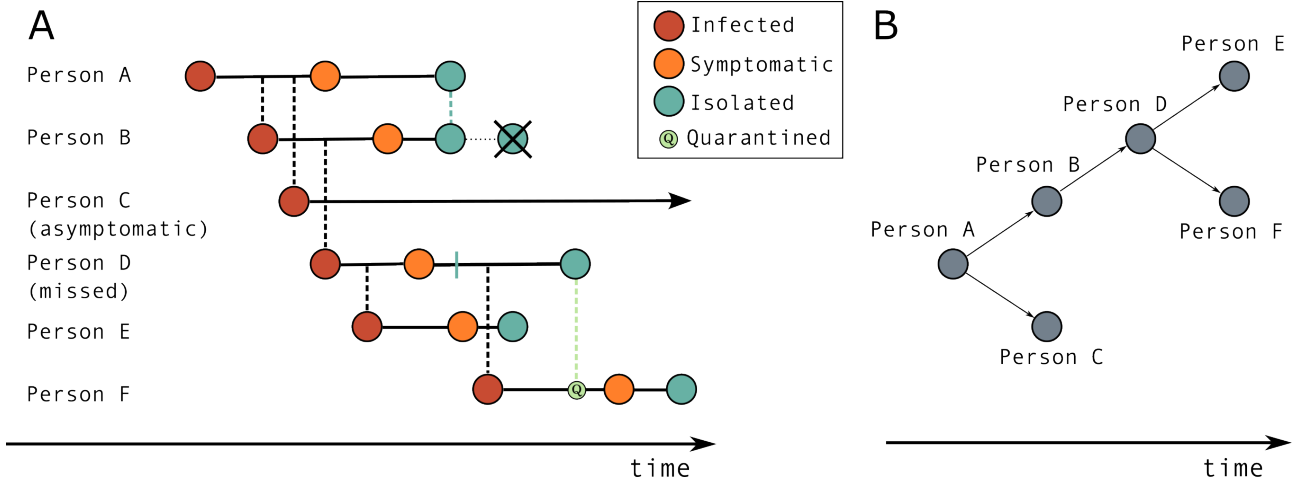 A
Person A
Person B
Person C
(asymptomatic)
Person D
(missed)
Person E
Person F
Q
time
Infected
Symptomatic
Isolated
Q Quarantined
B
Person E
Person D
Person B
Person A
Person F
Person C
time